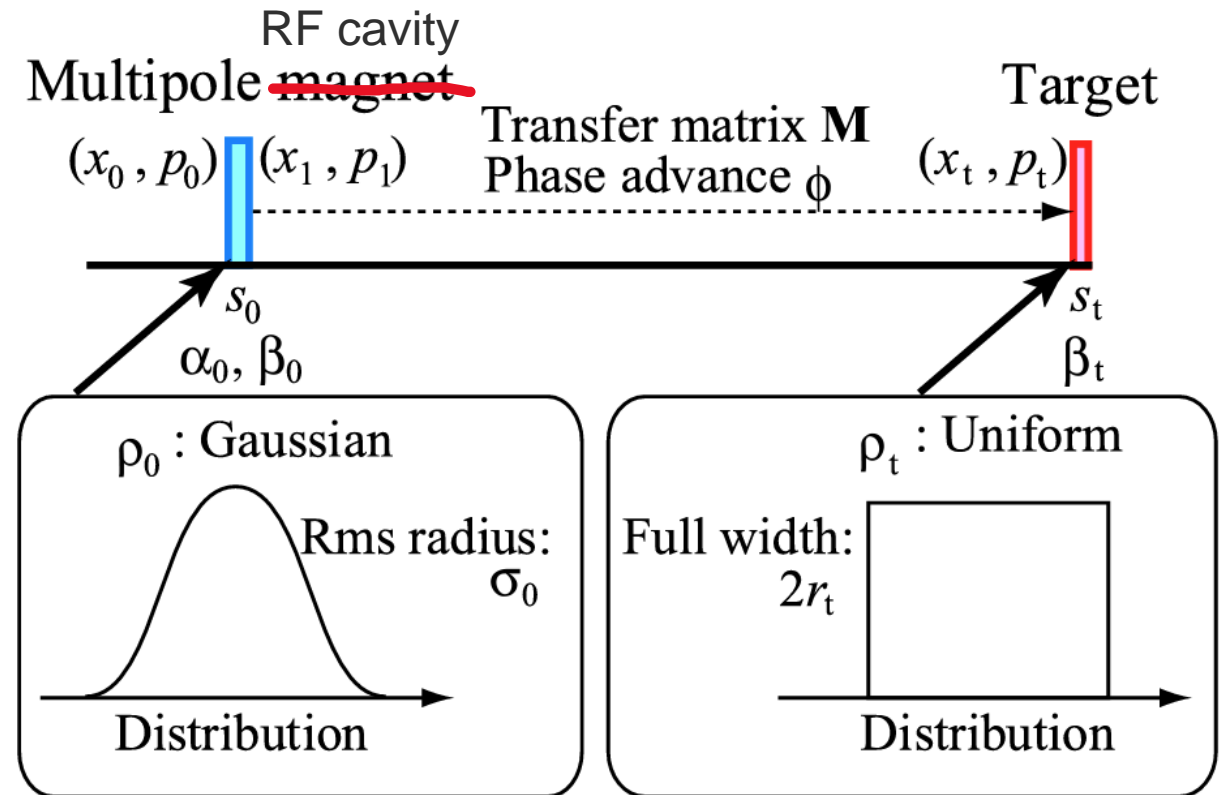 RF cavity
Multipole magnet
Target
Transfer matrix M
Phase advance ϕ
(x₀ , p₀)
(x₁ , p₁)
(xₜ , pₜ)
s₀
α₀, β₀
sₜ
βₜ
ρ₀ : Gaussian
Rms radius:
σ₀
Distribution
ρₜ : Uniform
Full width:
2rₜ
Distribution